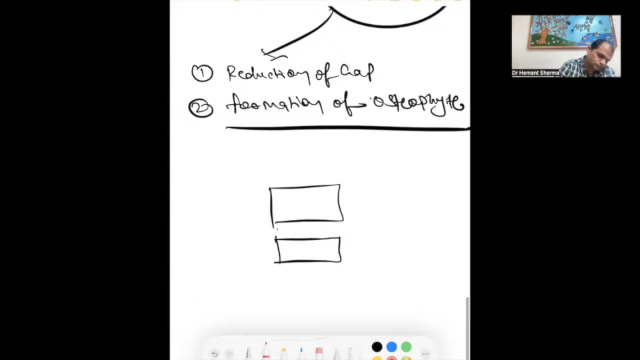 ① Reduction of Gap
② formation of → Osteophyte
Dr Hemant Sharma